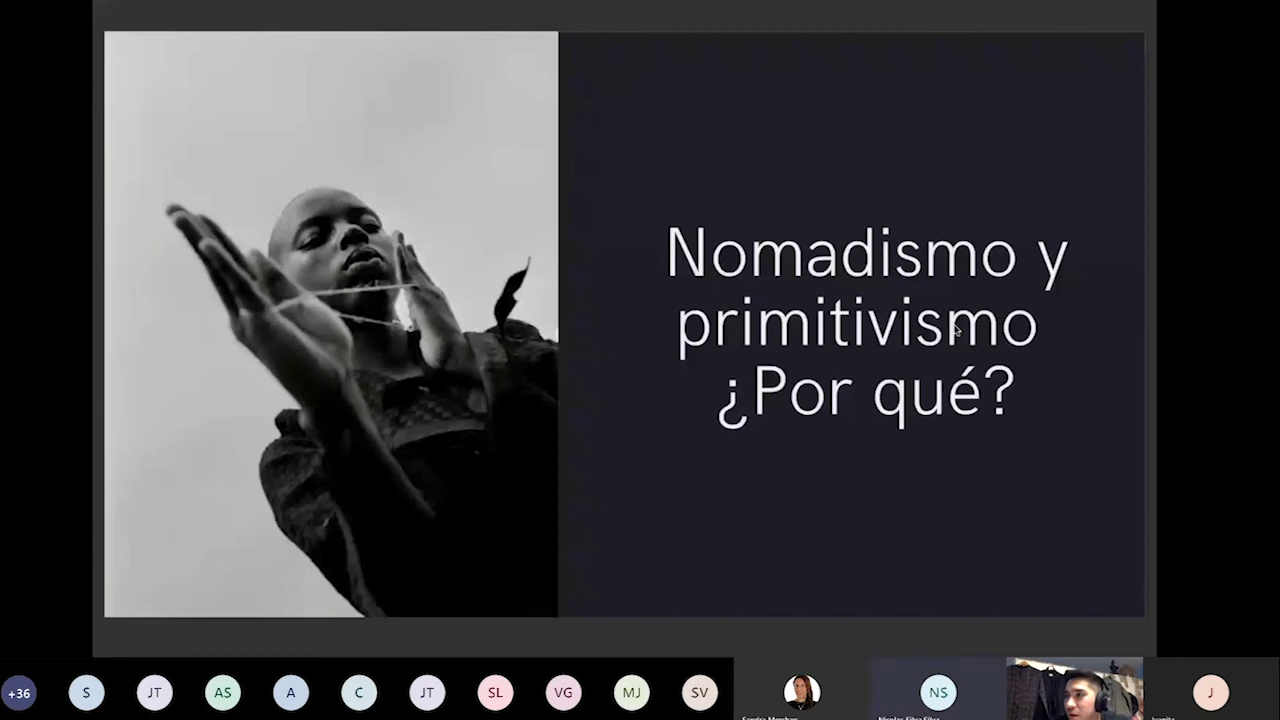 Nomadismo y
primitivismo
¿Por qué?
+36
S
JT
AS
A
C
JT
SL
VG
MJ
SV
NS
J